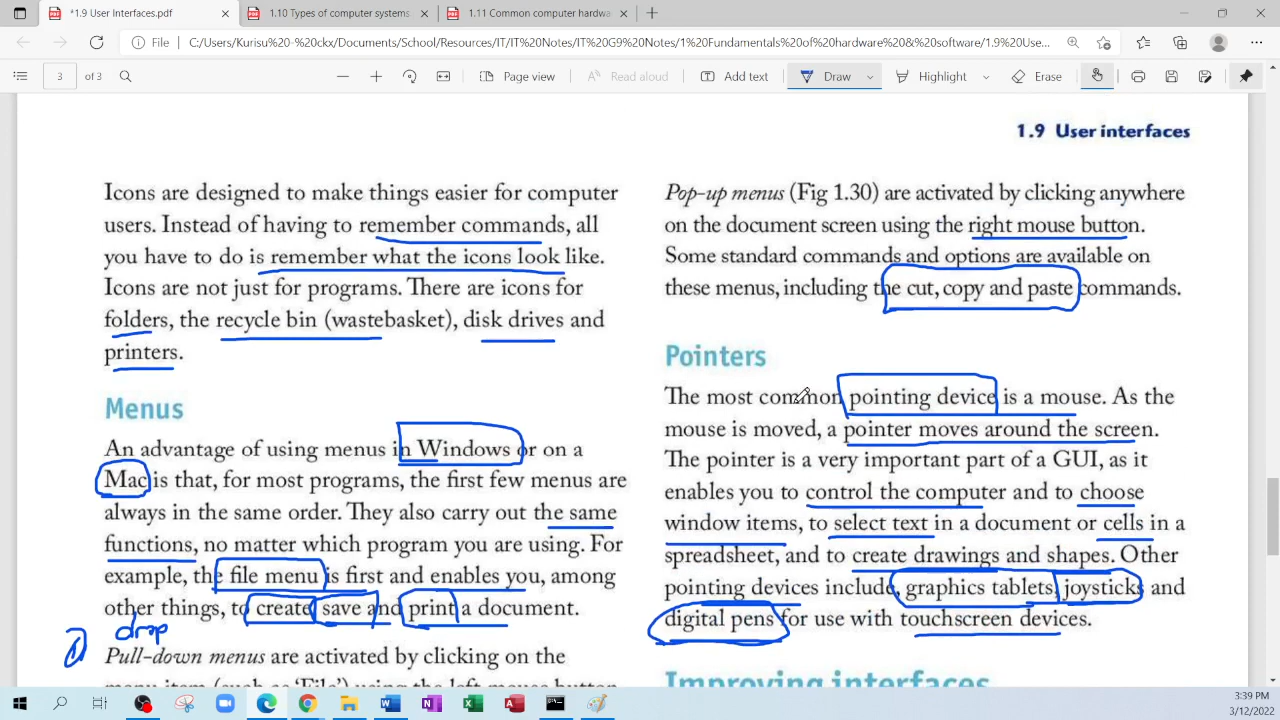 *1.9 User Interfaces.pdf
1.10 Types of computer systems
1.11 Common computer hardwa
File
C:/Users/Kurisu%20-%20ckx/Documents/School/Resources/IT/IT%20Notes/IT%20G9%20Notes/1%20Fundamentals%20of%20hardware%20&%20software/1.9%20Use...
3 of 3
Page view
Read aloud
Add text
Draw
Highlight
Erase
1.9 User interfaces
Icons are designed to make things easier for computer
users. Instead of having to remember commands, all
you have to do is remember what the icons look like.
Icons are not just for programs. There are icons for
folders, the recycle bin (wastebasket), disk drives and
printers.
Menus
An advantage of using menus in Windows or on a
Mac is that, for most programs, the first few menus are
always in the same order. They also carry out the same
functions, no matter which program you are using. For
example, the file menu is first and enables you, among
other things, to create save and print a document.
drop
Pull-down menus are activated by clicking on the
menu item (such as 'File') using the left mouse button
Pop-up menus (Fig 1.30) are activated by clicking anywhere
on the document screen using the right mouse button.
Some standard commands and options are available on
these menus, including the cut, copy and paste commands.
Pointers
The most common pointing device is a mouse. As the
mouse is moved, a pointer moves around the screen.
The pointer is a very important part of a GUI, as it
enables you to control the computer and to choose
window items, to select text in a document or cells in a
spreadsheet, and to create drawings and shapes. Other
pointing devices include, graphics tablets, joysticks and
digital pens for use with touchscreen devices.
Improving interfaces
3:39 PM
3/12/2022